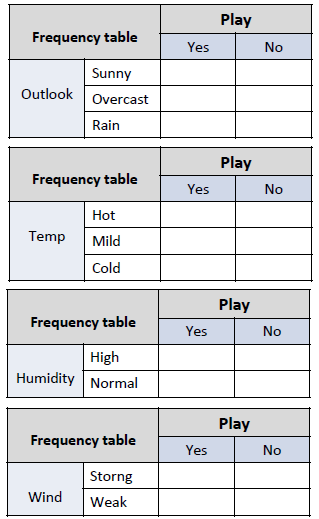 Frequency table Play
Yes No
Outlook Sunny
Overcast
Rain
Frequency table Play
Yes No
Temp Hot
Mild
Cold
Frequency table Play
Yes No
Humidity High
Normal
Frequency table Play
Yes No
Wind Storng
Weak